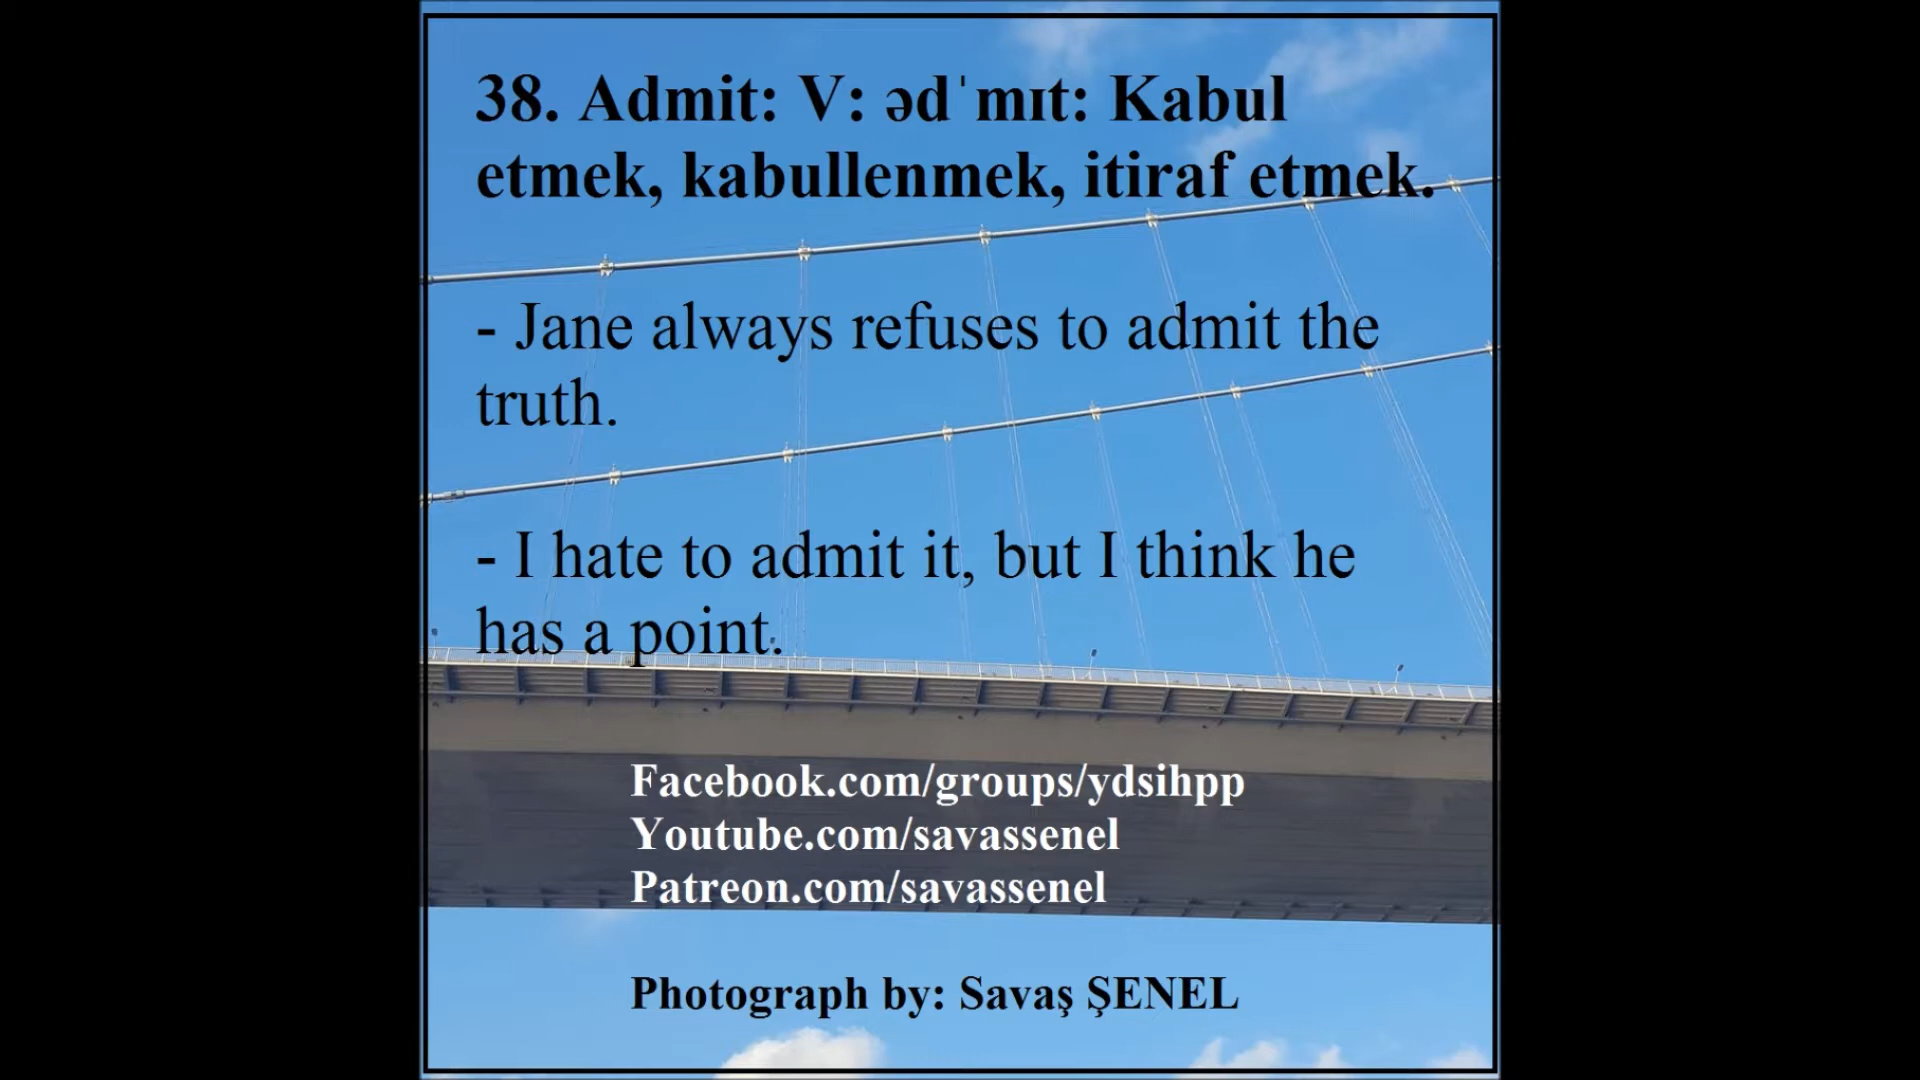 38. Admit: V: ədˈmɪt: Kabul
etmek, kabullenmek, itiraf etmek.
- Jane always refuses to admit the
truth.
- I hate to admit it, but I think he
has a point.
Facebook.com/groups/ydsihpp
Youtube.com/savassenel
Patreon.com/savassenel
Photograph by: Savaş ŞENEL